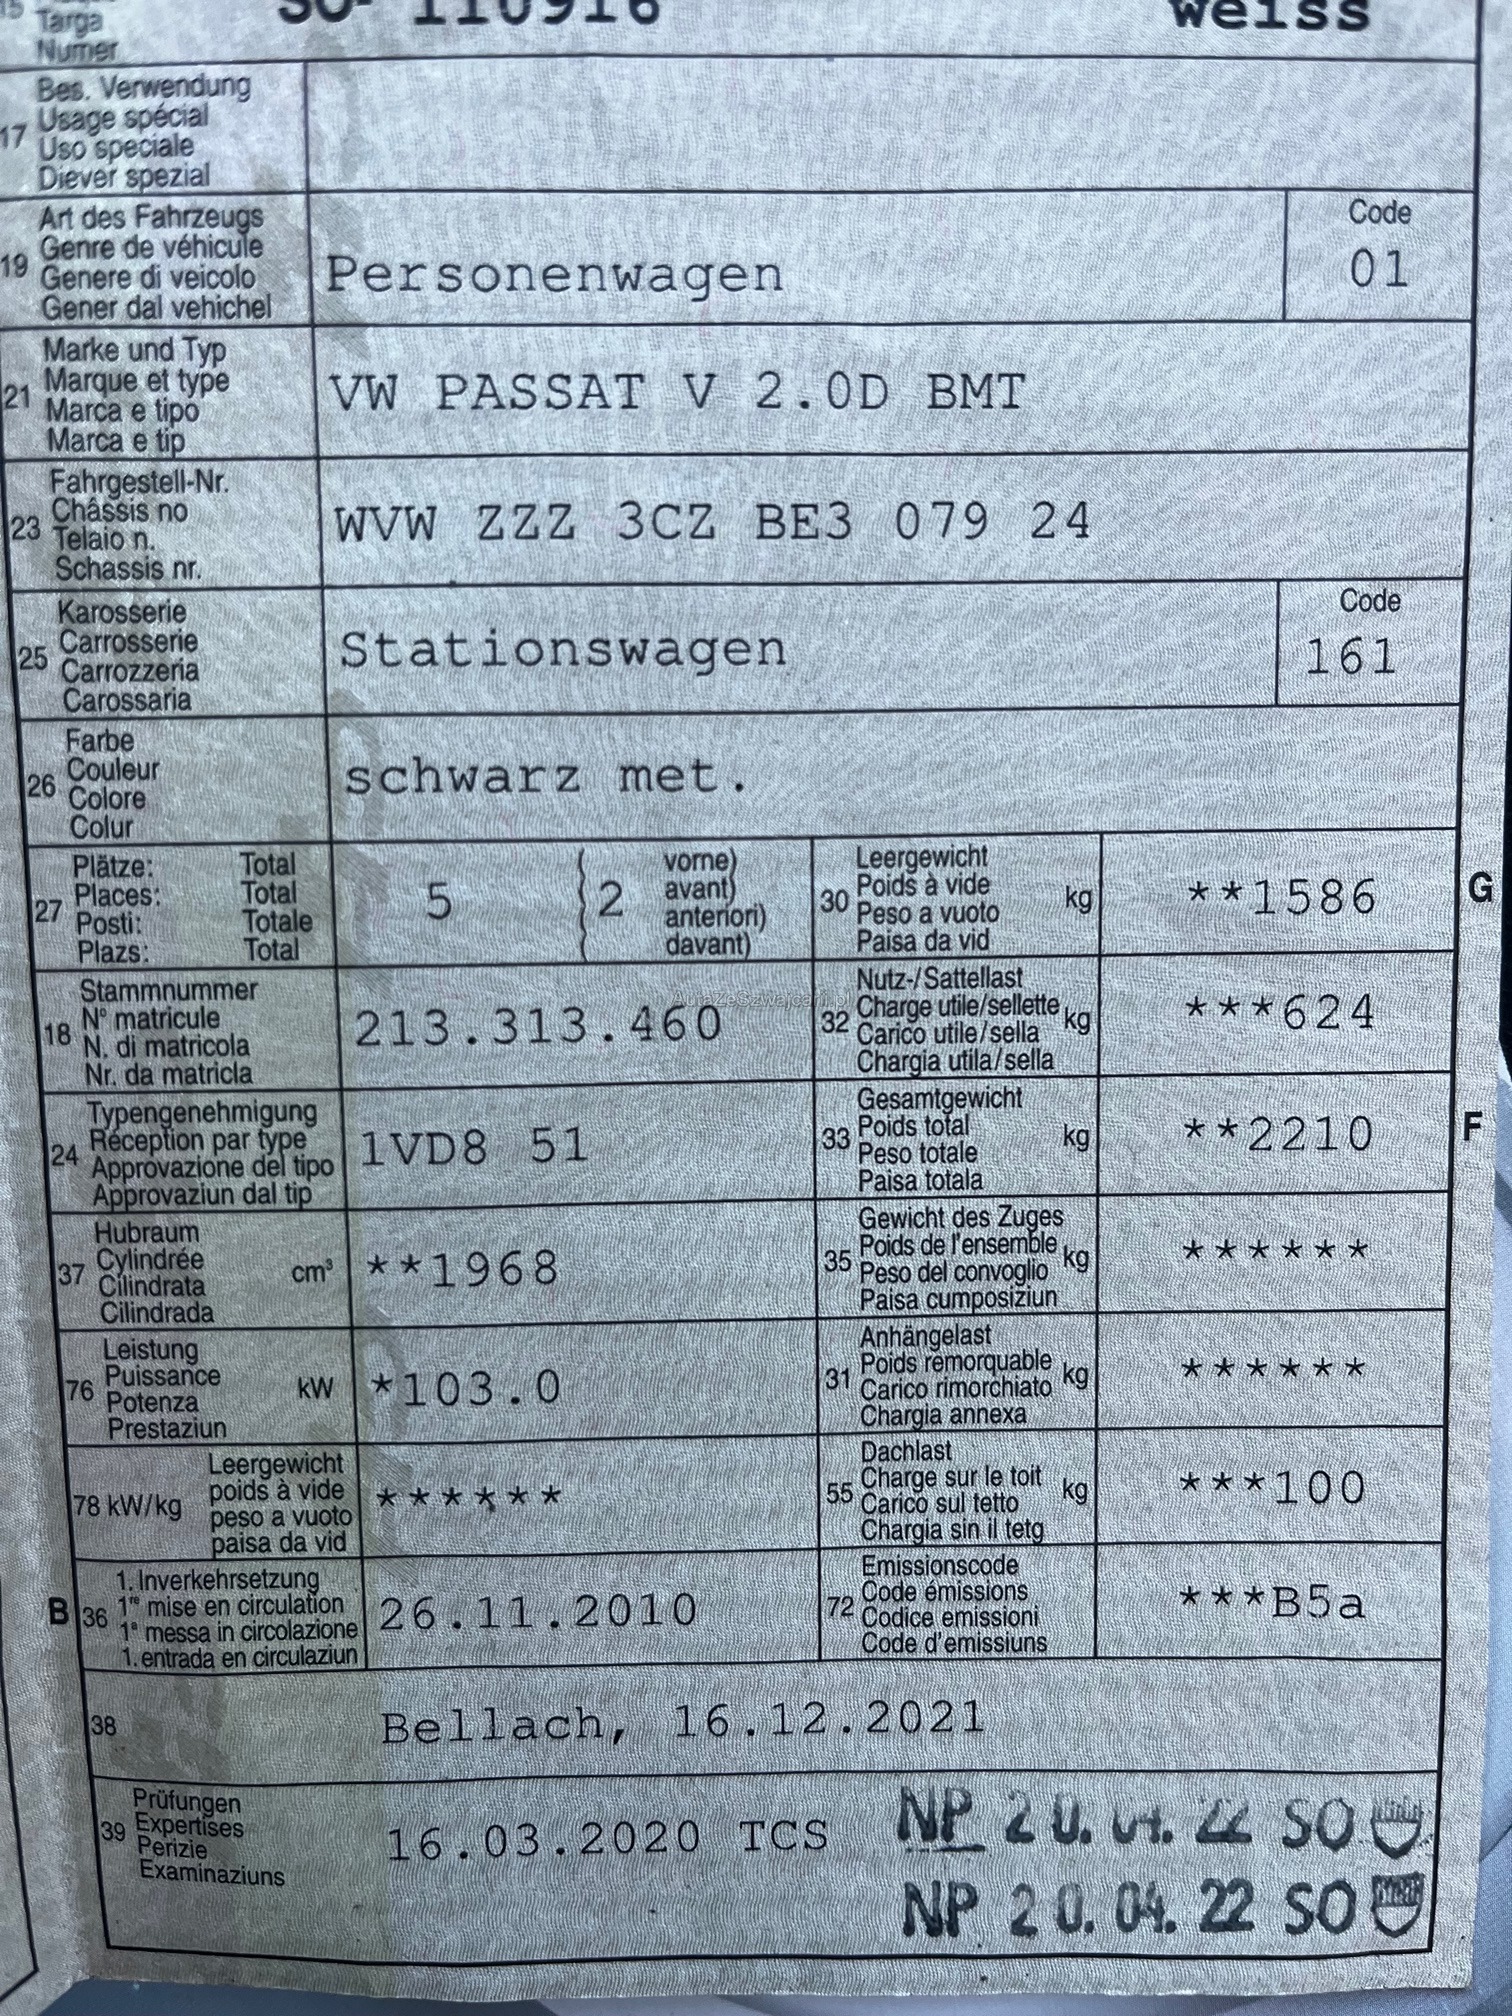 15 Targa
Numer
SO- 110916 weiss
17 Bes. Verwendung
Usage spécial
Uso speciale
Diever spezial
19 Art des Fahrzeugs
Genre de véhicule
Genere di veicolo
Gener dal vehichel
Personenwagen
Code
01
21 Marke und Typ
Marque et type
Marca e tipo
Marca e tip
VW PASSAT V 2.0D BMT
23 Fahrgestell-Nr.
Châssis no
Telaio n.
Schassis nr.
WVW ZZZ 3CZ BE3 079 24
25 Karosserie
Carrosserie
Carrozzeria
Carossaria
Stationswagen
Code
161
26 Farbe
Couleur
Colore
Colur
schwarz met.
27 Plätze: Total
Places: Total
Posti: Totale
Plazs: Total
5
2
vorne)
avant)
anteriori)
davant)
30 Leergewicht
Poids à vide
Peso a vuoto
Paisa da vid
kg
**1586
G
18 Stammnummer
N° matricule
N. di matricola
Nr. da matricla
213.313.460
AutaZeSzwajcarii.pl
32 Nutz-/Sattellast
Charge utile/sellette
Carico utile/sella
Chargia utila/sella
kg
***624
24 Typengenehmigung
Réception par type
Approvazione del tipo
Approvaziun dal tip
1VD8 51
33 Gesamtgewicht
Poids total
Peso totale
Paisa totala
kg
**2210
F
37 Hubraum
Cylindrée
Cilindrata
Cilindrada
cm³
**1968
35 Gewicht des Zuges
Poids de l'ensemble
Peso del convoglio
Paisa cumposiziun
kg
******
76 Leistung
Puissance
Potenza
Prestaziun
kW
*103.0
31 Anhängelast
Poids remorquable
Carico rimorchiato
Chargia annexa
kg
******
78 kW/kg
Leergewicht
poids à vide
peso a vuoto
paisa da vid
******
55 Dachlast
Charge sur le toit
Carico sul tetto
Chargia sin il tetg
kg
***100
B 36 1. Inverkehrsetzung
1re mise en circulation
1a messa in circolazione
1. entrada en circulaziun
26.11.2010
72 Emissionscode
Code émissions
Codice emissioni
Code d'emissiuns
***B5a
38
Bellach, 16.12.2021
39 Prüfungen
Expertises
Perizie
Examinaziuns
16.03.2020 TCS
NP 20.04.22 SO
NP 20.04.22 SO